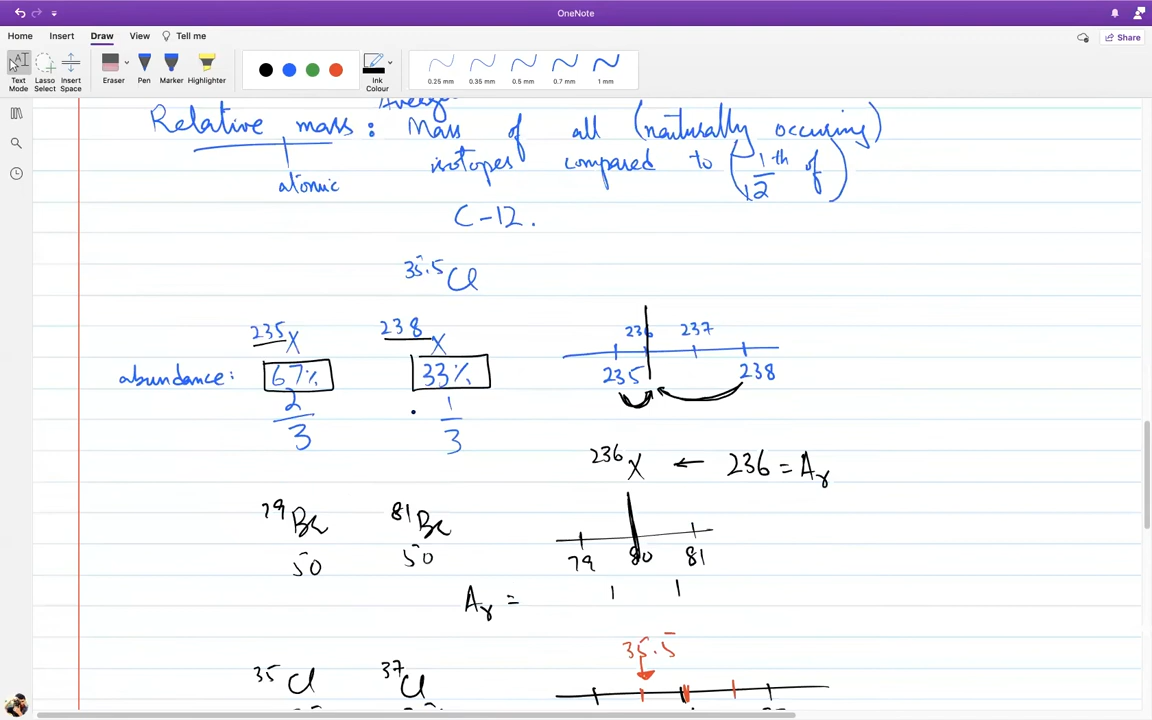 OneNote
Home Insert Draw View Tell me
Share
Text Mode
Lasso Select
Insert Space
Eraser
Pen
Marker
Highlighter
Ink Colour
0.25 mm
0.35 mm
0.5 mm
0.7 mm
1 mm
Average
Relative mass : Mass of all (naturally occuring)
atomic
isotopes compared to (1/12 th of)
C-12.
35.5 Cl
235 X 238 X
236 237
abundance: 67% 33%
235 238
2/3 1/3
236 X ← 236 = Ar
79 Br 81 Br
50 50
79 80 81
1 1
Ar =
35.5
35 Cl 37 Cl